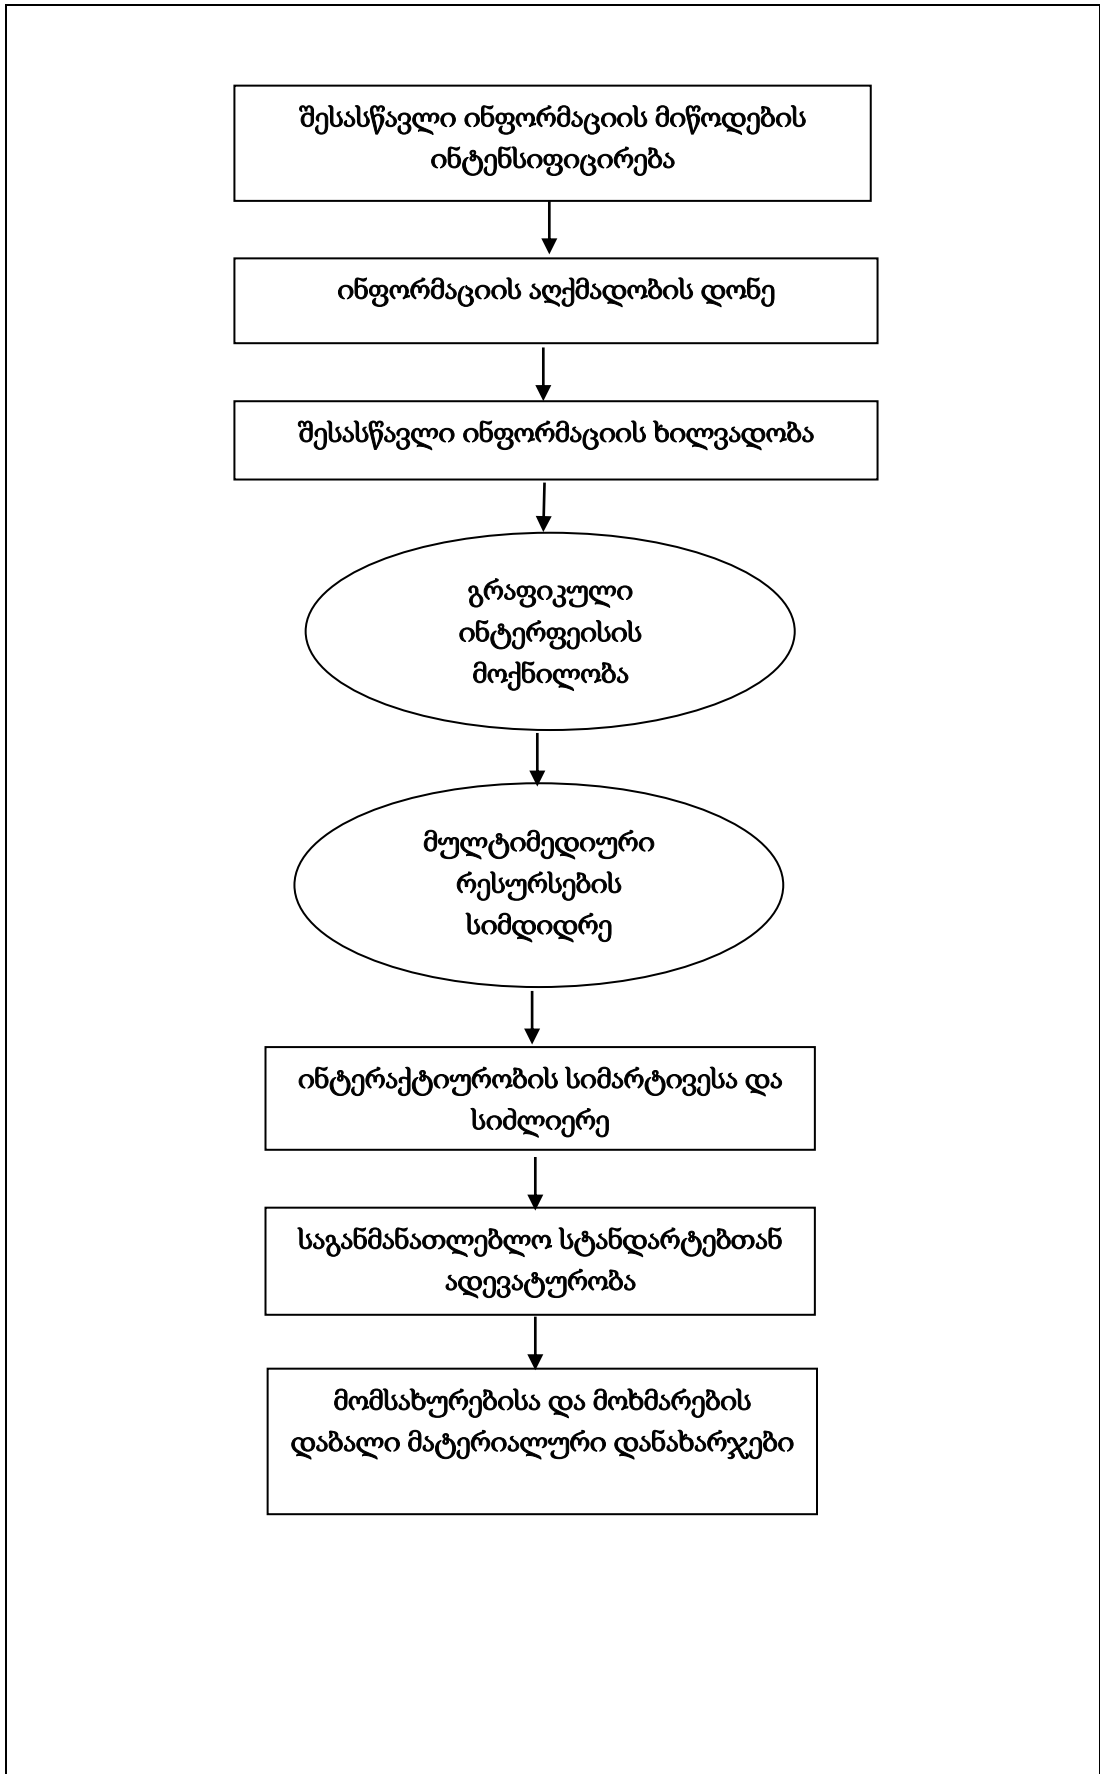 შესასწავლი ინფორმაციის მიწოდების
ინტენსიფიცირება
ინფორმაციის აღქმადობის დონე
შესასწავლი ინფორმაციის ხილვადობა
გრაფიკული
ინტერფეისის
მოქნილობა
მულტიმედიური
რესურსების
სიმდიდრე
ინტერაქტიურობის სიმარტივესა და
სიძლიერე
საგანმანათლებლო სტანდარტებთან
ადევატურობა
მომსახურებისა და მოხმარების
დაბალი მატერიალური დანახარჯები